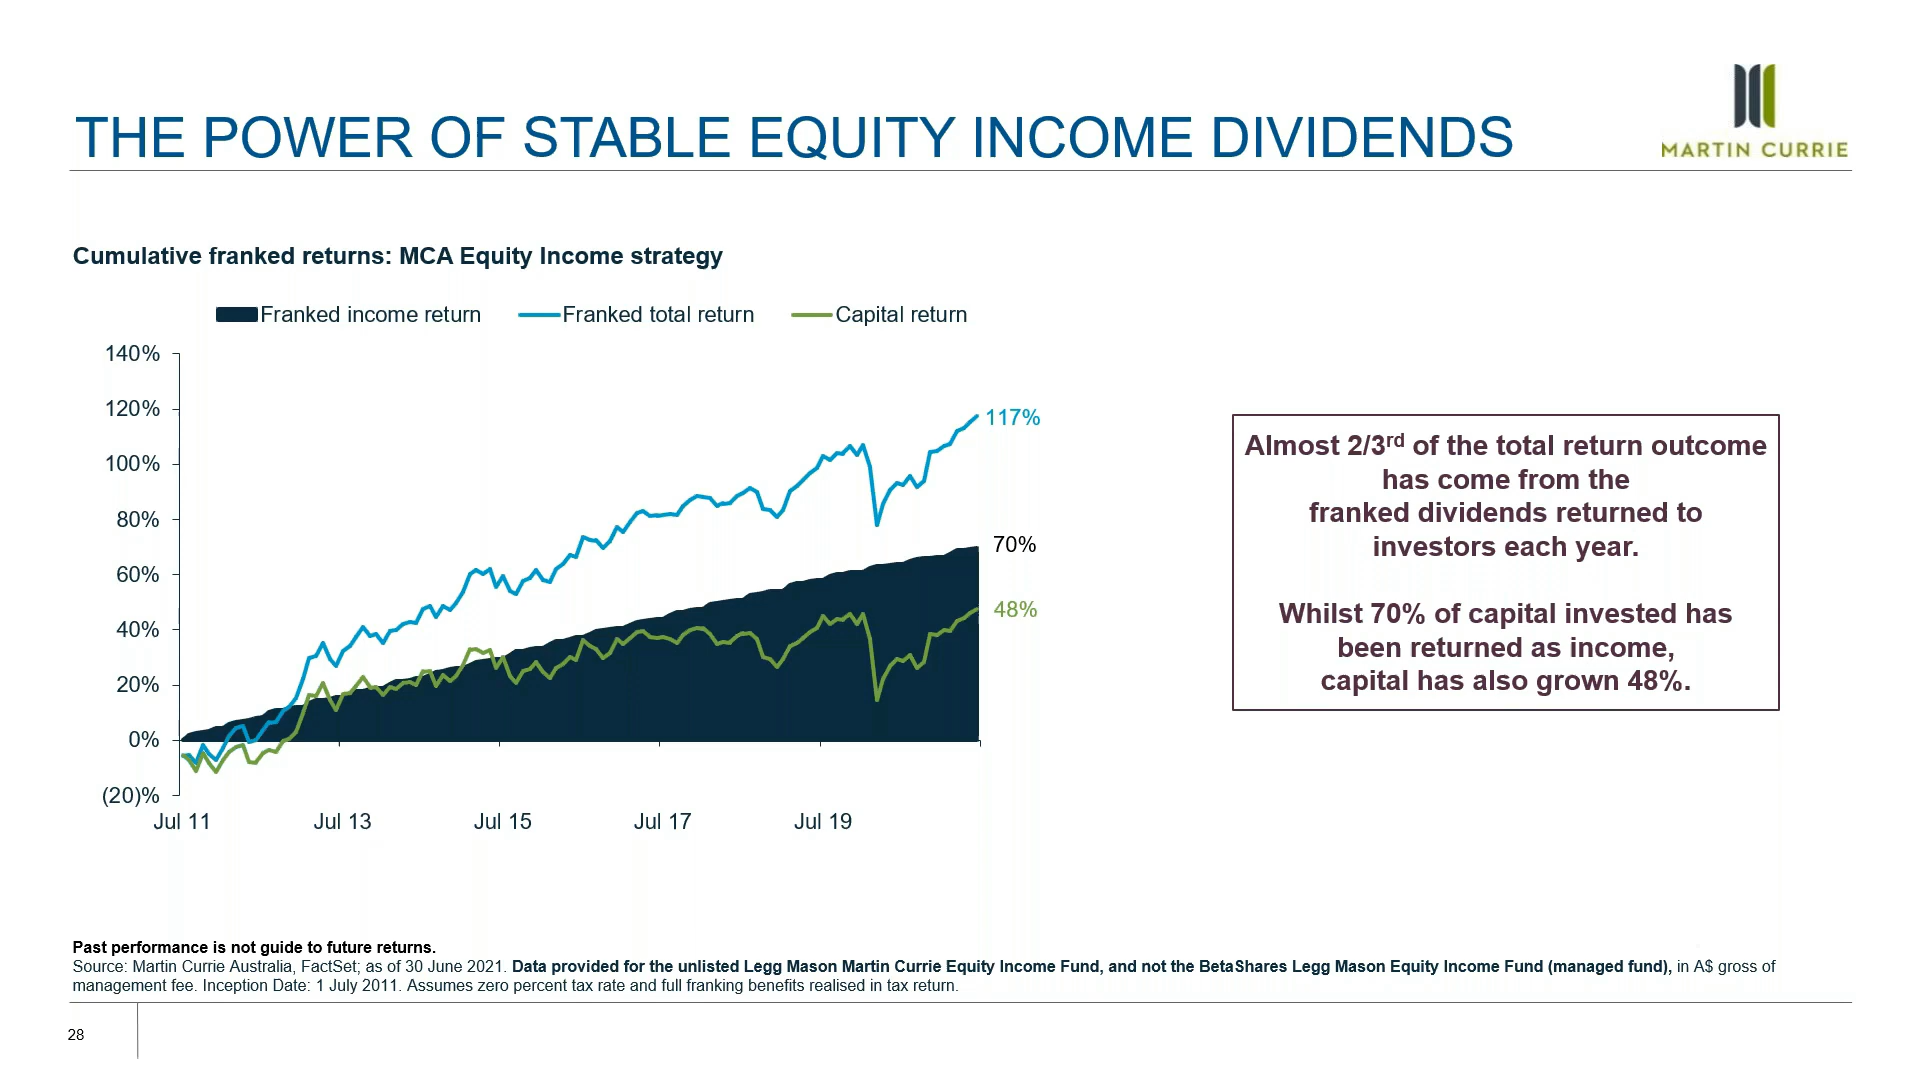 THE POWER OF STABLE EQUITY INCOME DIVIDENDS
MARTIN CURRIE
Cumulative franked returns: MCA Equity Income strategy
Franked income return
Franked total return
Capital return
140%
120%
100%
80%
60%
40%
20%
0%
(20)%
Jul 11
Jul 13
Jul 15
Jul 17
Jul 19
117%
70%
48%
Almost 2/3rd of the total return outcome
has come from the
franked dividends returned to
investors each year.
Whilst 70% of capital invested has
been returned as income,
capital has also grown 48%.
Past performance is not guide to future returns.
Source: Martin Currie Australia, FactSet; as of 30 June 2021. Data provided for the unlisted Legg Mason Martin Currie Equity Income Fund, and not the BetaShares Legg Mason Equity Income Fund (managed fund), in A$ gross of
management fee. Inception Date: 1 July 2011. Assumes zero percent tax rate and full franking benefits realised in tax return.
28